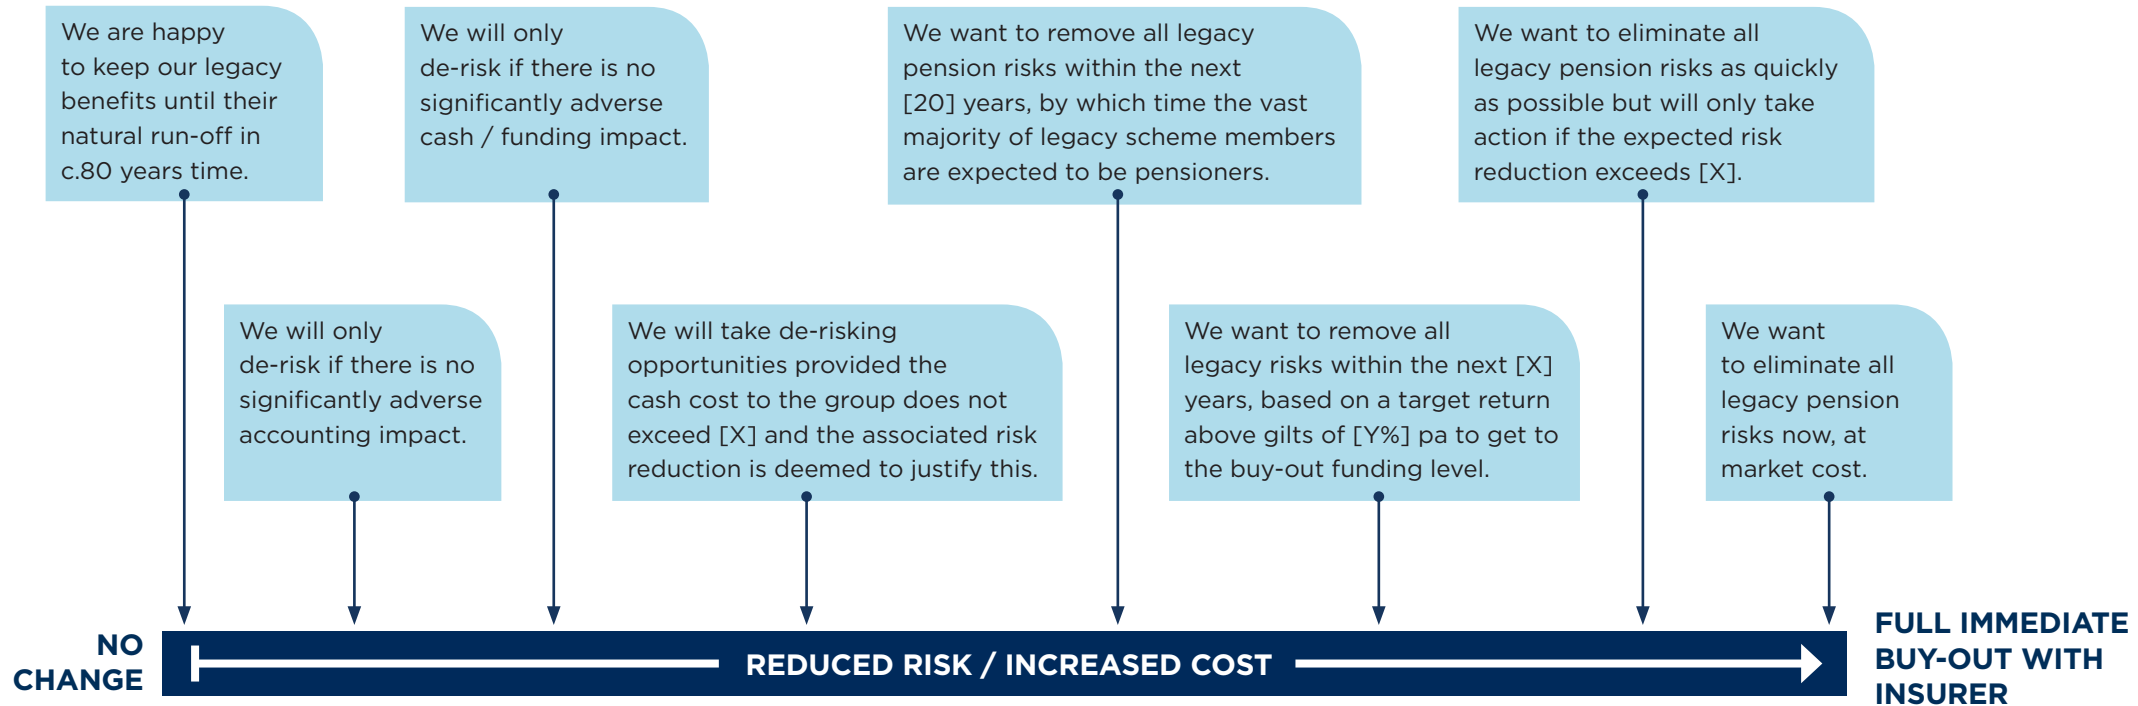 We are happy
to keep our legacy
benefits until their
natural run-off in
c.80 years time.
We will only
de-risk if there is no
significantly adverse
cash / funding impact.
We want to remove all legacy
pension risks within the next
[20] years, by which time the vast
majority of legacy scheme members
are expected to be pensioners.
We want to eliminate all
legacy pension risks as quickly
as possible but will only take
action if the expected risk
reduction exceeds [X].
We will only
de-risk if there is no
significantly adverse
accounting impact.
We will take de-risking
opportunities provided the
cash cost to the group does not
exceed [X] and the associated risk
reduction is deemed to justify this.
We want to remove all
legacy risks within the next [X]
years, based on a target return
above gilts of [Y%] pa to get to
the buy-out funding level.
We want
to eliminate all
legacy pension
risks now, at
market cost.
NO
CHANGE
REDUCED RISK / INCREASED COST
FULL IMMEDIATE
BUY-OUT WITH
INSURER